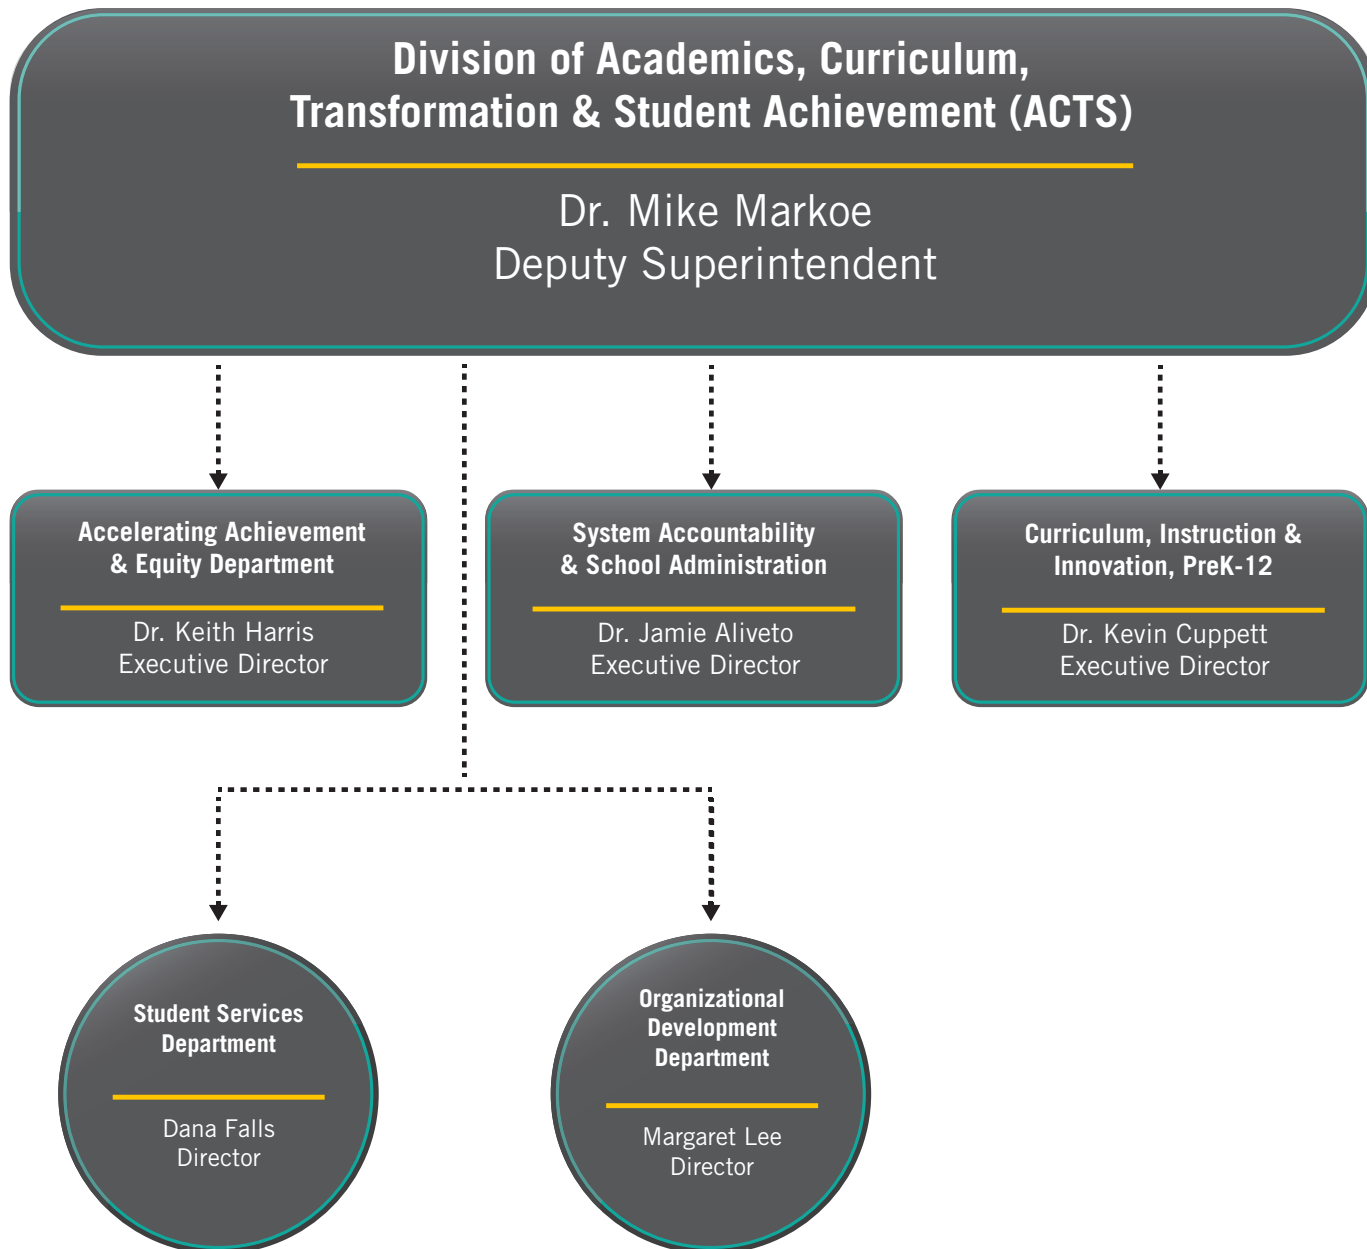 Division of Academics, Curriculum,
Transformation & Student Achievement (ACTS)
Dr. Mike Markoe
Deputy Superintendent
Accelerating Achievement
& Equity Department
Dr. Keith Harris
Executive Director
System Accountability
& School Administration
Dr. Jamie Aliveto
Executive Director
Curriculum, Instruction &
Innovation, PreK-12
Dr. Kevin Cuppett
Executive Director
Student Services
Department
Dana Falls
Director
Organizational
Development
Department
Margaret Lee
Director